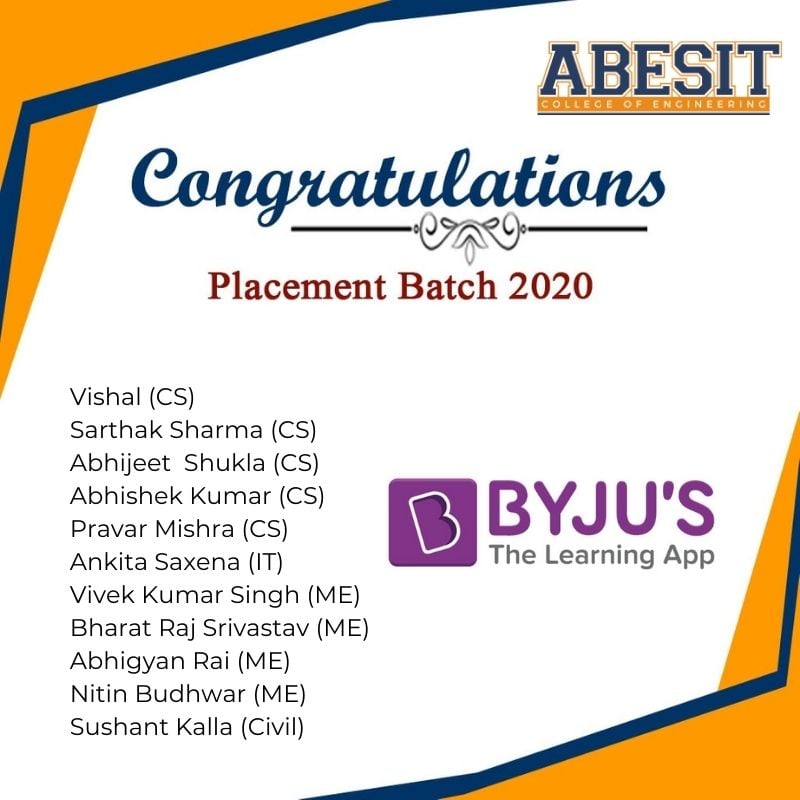 ABESIT
COLLEGE OF ENGINEERING
Congratulations
Placement Batch 2020
Vishal (CS)
Sarthak Sharma (CS)
Abhijeet Shukla (CS)
Abhishek Kumar (CS)
Pravar Mishra (CS)
Ankita Saxena (IT)
Vivek Kumar Singh (ME)
Bharat Raj Srivastav (ME)
Abhigyan Rai (ME)
Nitin Budhwar (ME)
Sushant Kalla (Civil)
B BYJU'S
The Learning App